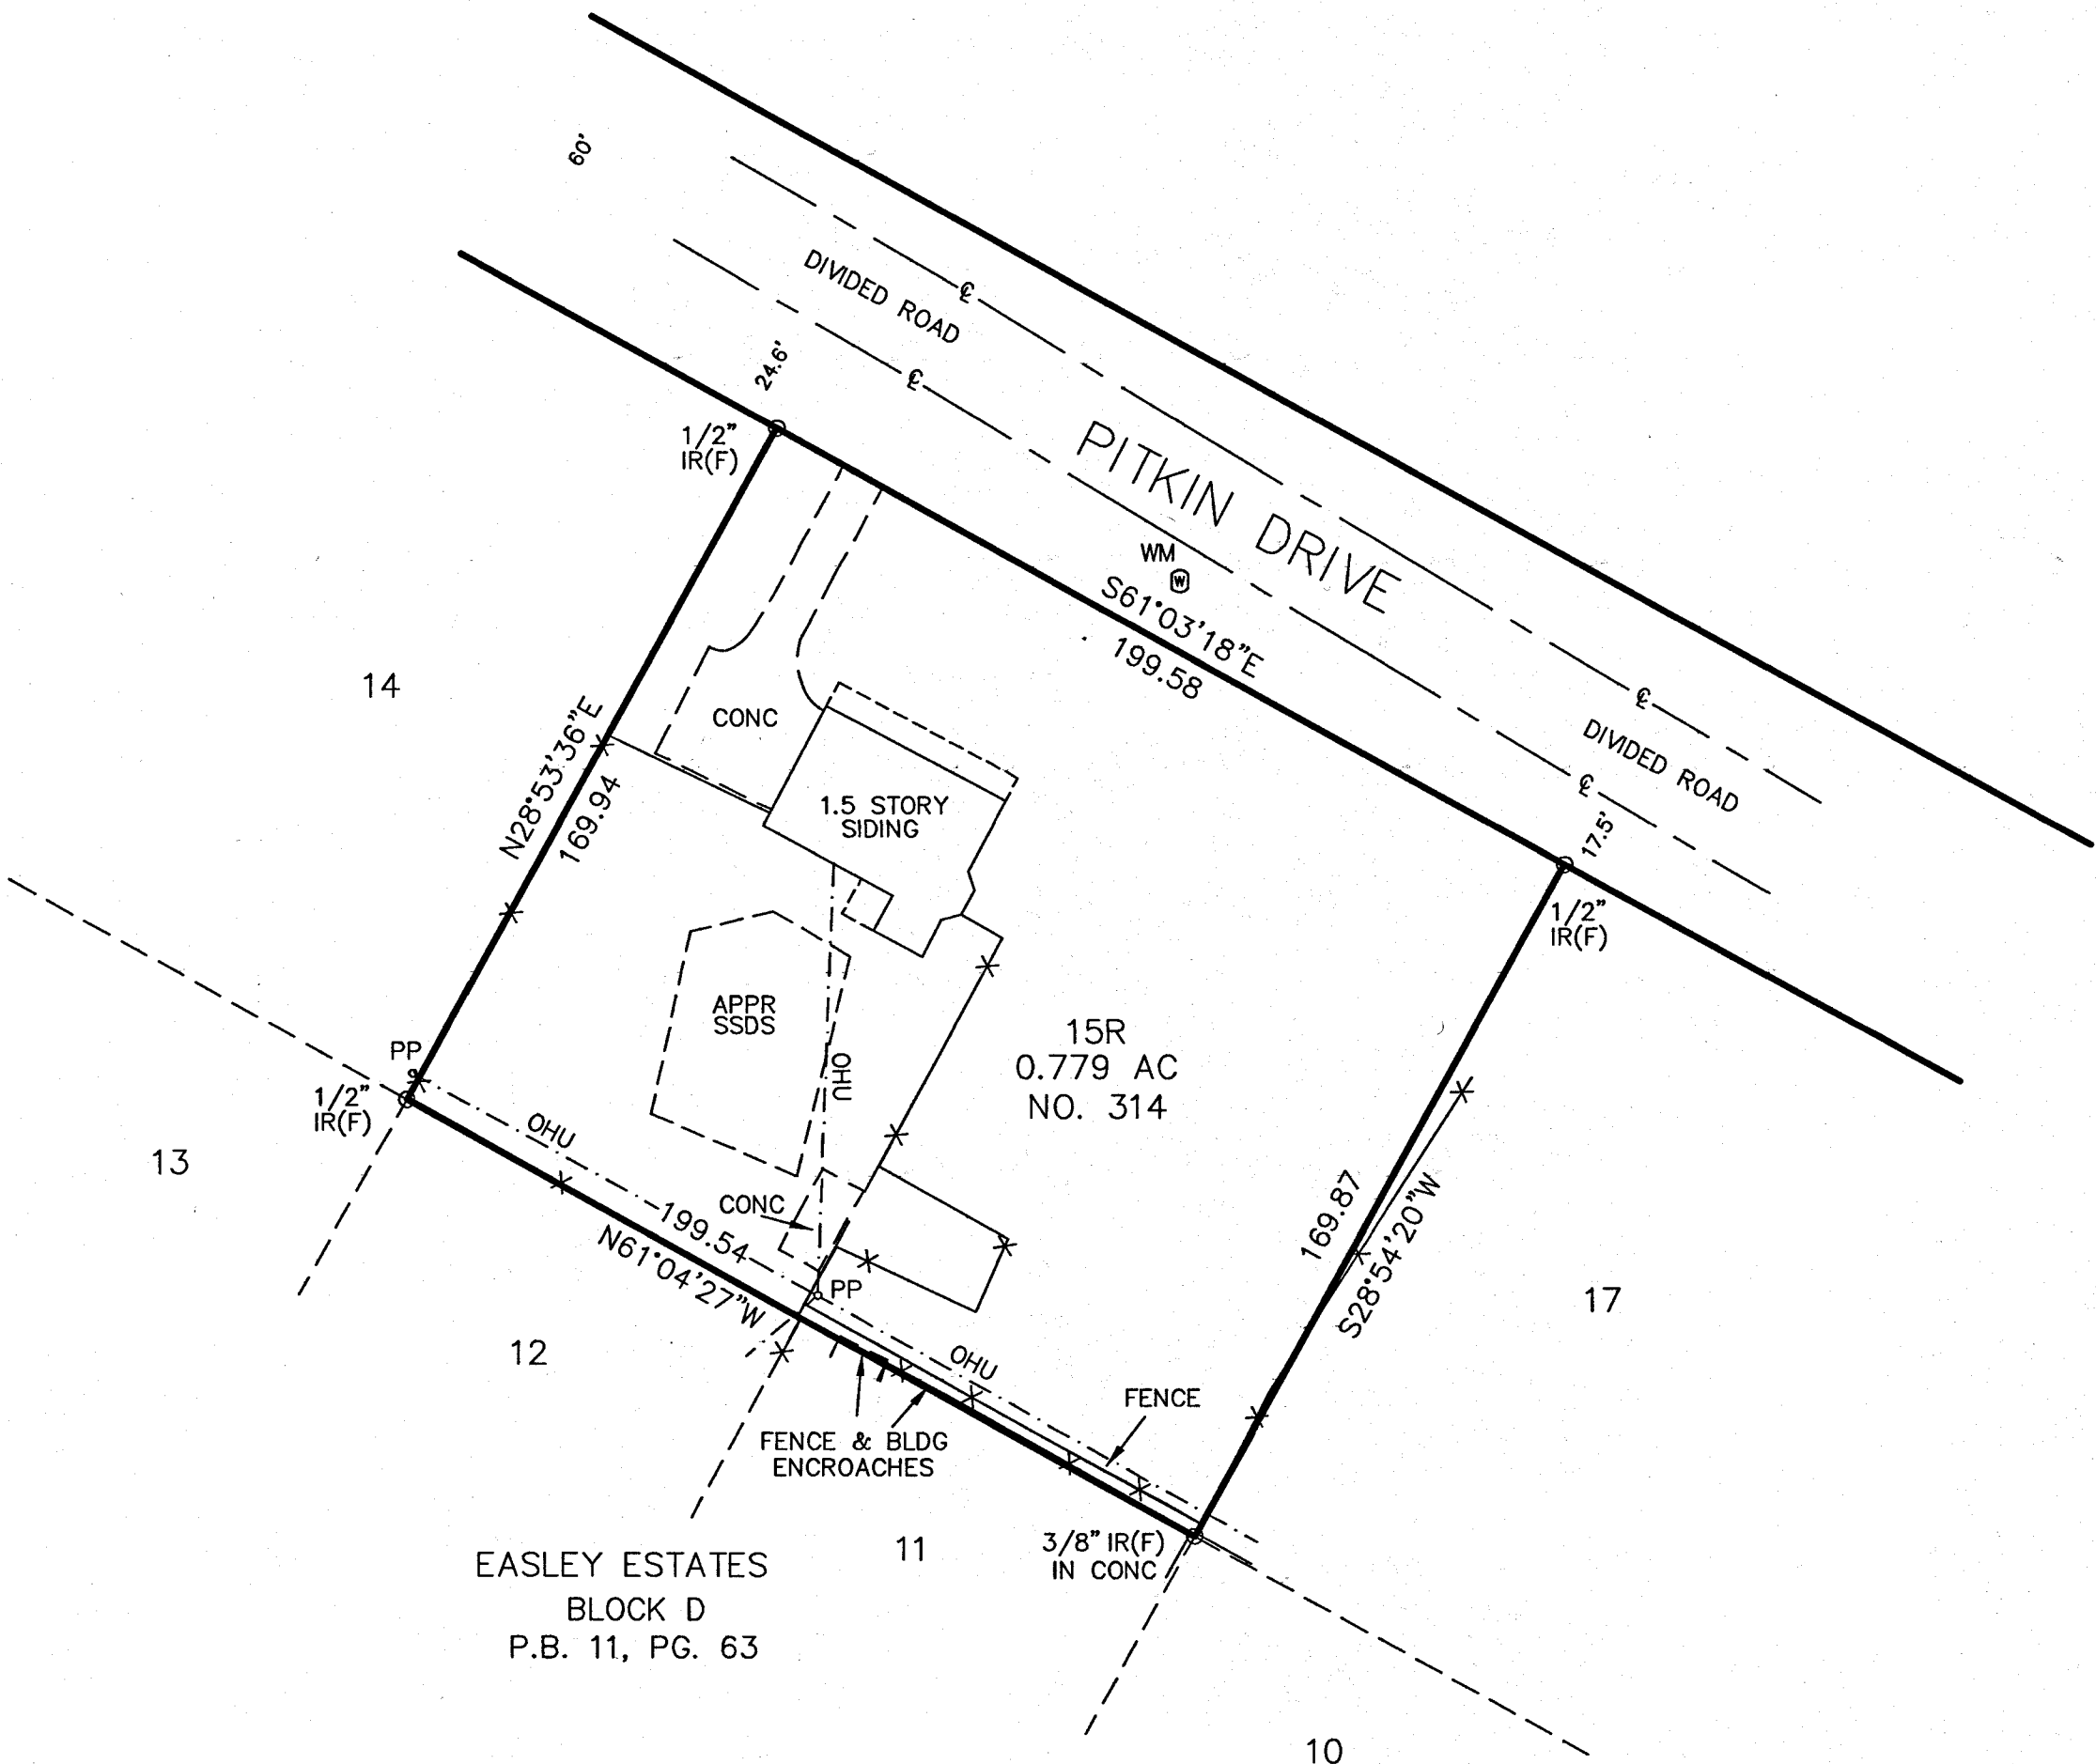 60'
DIVIDED ROAD
℄
℄
24.6'
1/2"
IR(F)
PITKIN DRIVE
WM
W
S61°03'18"E
199.58
℄
DIVIDED ROAD
℄
17.5'
1/2"
IR(F)
14
N28°53'36"E
169.94
CONC
1.5 STORY
SIDING
APPR
SSDS
OHU
15R
0.779 AC
NO. 314
PP
1/2"
IR(F)
13
OHU
CONC
199.54
N61°04'27"W
PP
169.87
S28°54'20"W
17
12
OHU
FENCE
FENCE & BLDG
ENCROACHES
3/8" IR(F)
IN CONC
11
EASLEY ESTATES
BLOCK D
P.B. 11, PG. 63
10